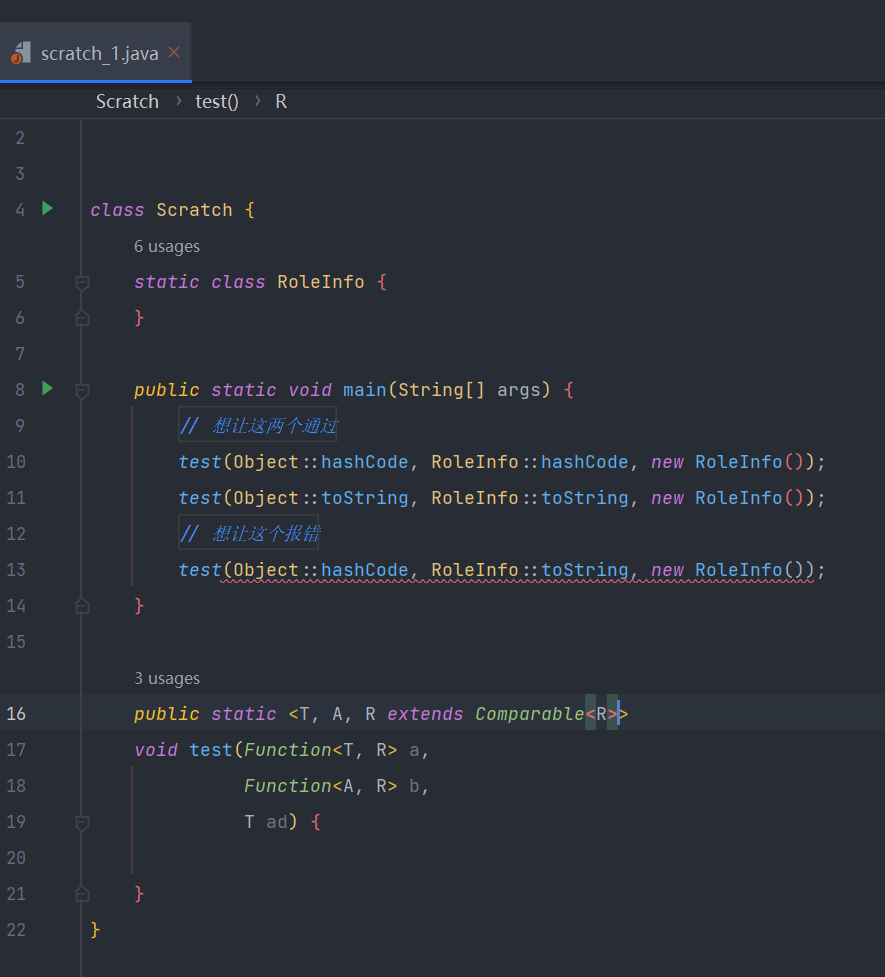 scratch_1.java
Scratch > test() > R
2
3
4 class Scratch {
6 usages
5 static class RoleInfo {
6 }
7
8 public static void main(String[] args) {
9 // 想让这两个通过
10 test(Object::hashCode, RoleInfo::hashCode, new RoleInfo());
11 test(Object::toString, RoleInfo::toString, new RoleInfo());
12 // 想让这个报错
13 test(Object::hashCode, RoleInfo::toString, new RoleInfo());
14 }
15
3 usages
16 public static <T, A, R extends Comparable<R>>
17 void test(Function<T, R> a,
18 Function<A, R> b,
19 T ad) {
20
21 }
22 }